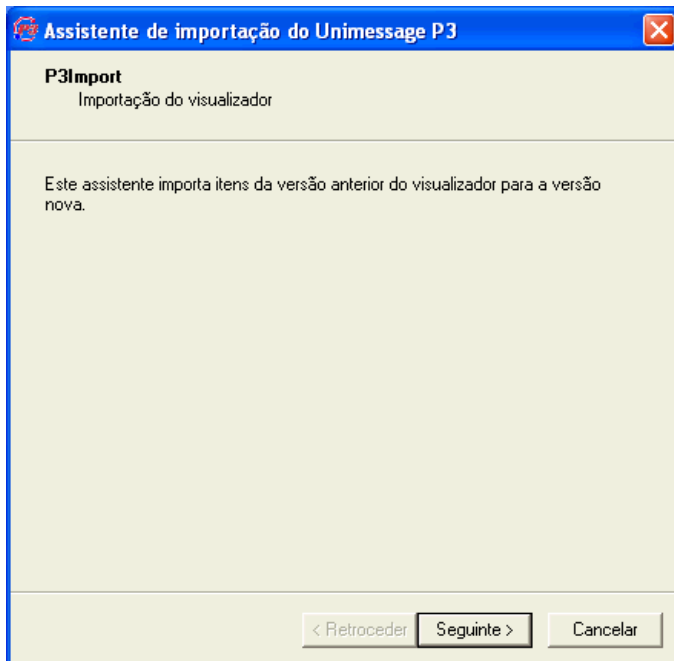 Assistente de importação do Unimessage P3
P3Import
Importação do visualizador
Este assistente importa itens da versão anterior do visualizador para a versão
nova.
< Retroceder Seguinte > Cancelar